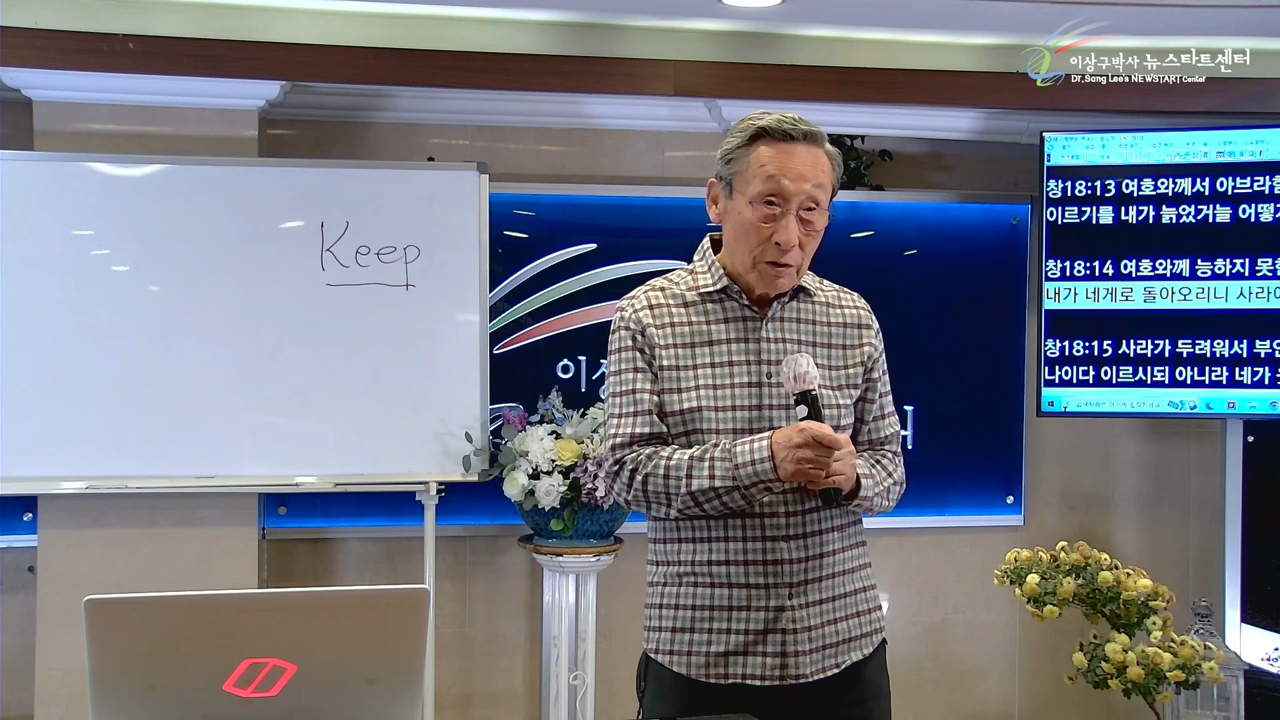 이상구박사 뉴스타트센터
Dr. Sang Lee's NEWSTART Center
Keep
창18:13 여호와께서 아브라함
이르기를 내가 늙었거늘 어떻게
창18:14 여호와께 능하지 못한
내가 네게로 돌아오리니 사라에
창18:15 사라가 두려워서 부인
나이다 이르시되 아니라 네가